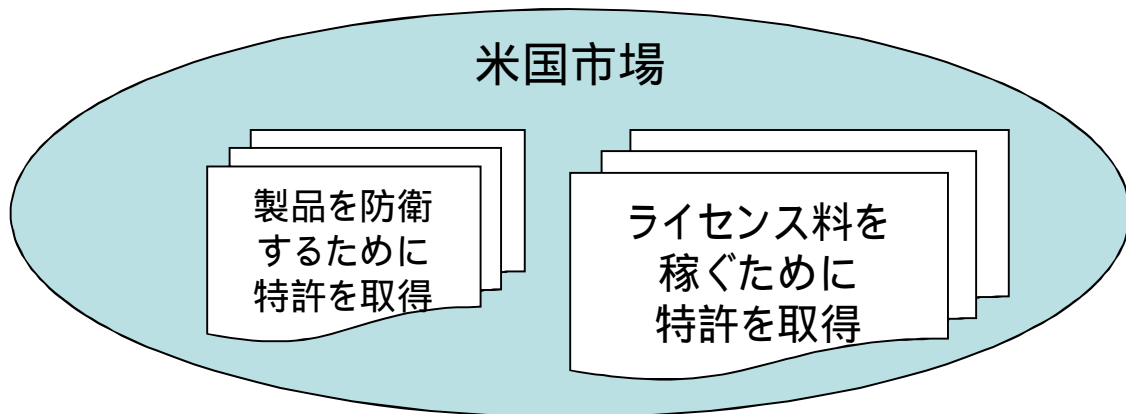 米国市場
製品を防衛
するために
特許を取得
ライセンス料を
稼ぐために
特許を取得